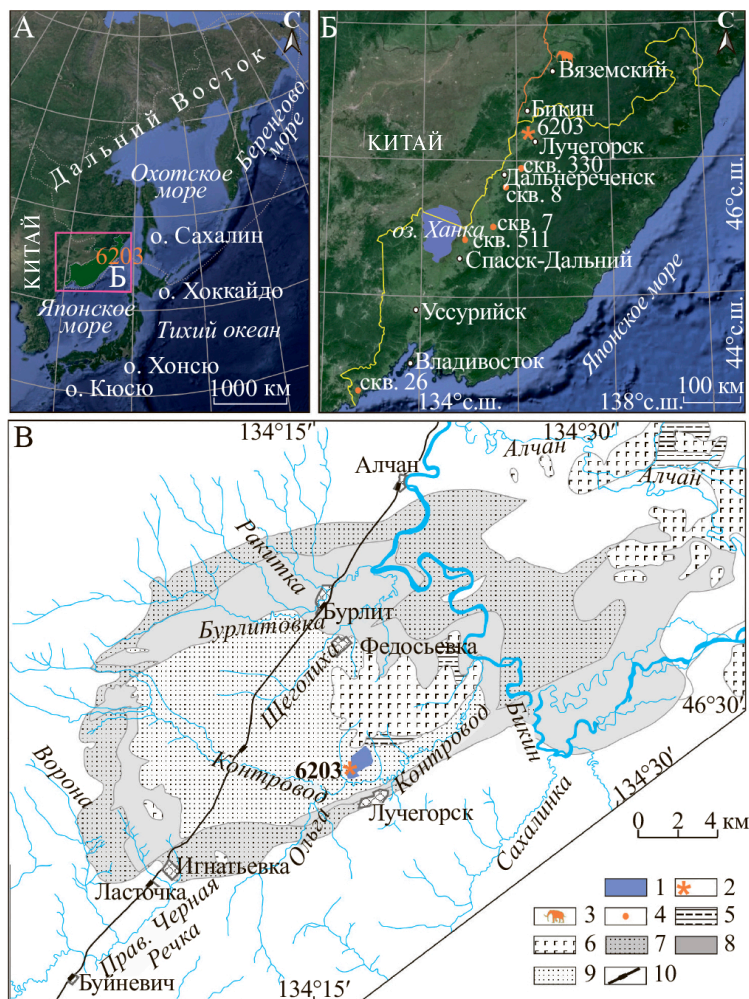 А
С
Дальний Восток
Берингово
море
Охотское
море
КИТАЙ
о. Сахалин
6203
Б
о. Хоккайдо
Японское
море
Тихий океан
о. Хонсю
о. Кюсю
1000 км
Б
С
Вяземский
Бикин
6203
КИТАЙ
Лучегорск
скв. 330
Дальнереченск
скв. 8
46°с.ш.
скв. 7
оз. Ханка
скв. 511
Спасск-Дальний
Уссурийск
Японское море
44°с.ш.
Владивосток
скв. 26
100 км
134°с.ш.
138°с.ш.
В
134°15′
134°30′
Алчан
Алчан
Алчан
Ракитка
Бурлит
Бурлитовка
Федосьевка
Щеголиха
46°30′
Бикин
Контровод
Ворона
Контровод
6203
134°30′
Лучегорск
Ольга
Сахалинка
0 2 4 км
Игнатьевка
Ласточка
Прав. Черная
Речка
Буйневич
134°15′
1
2
3
4
5
6
7
8
9
10